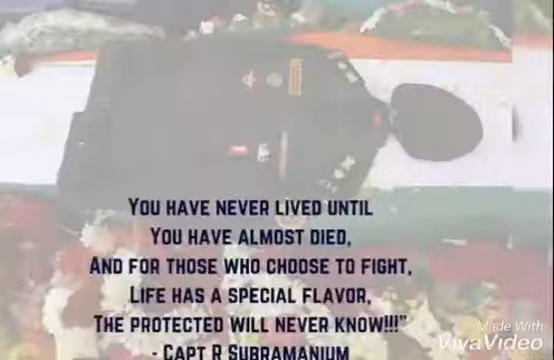 You have never lived until
You have almost died,
And for those who choose to fight,
Life has a special flavor,
The protected will never know!!!"
- Capt R Subramanium
Made With
VivaVideo